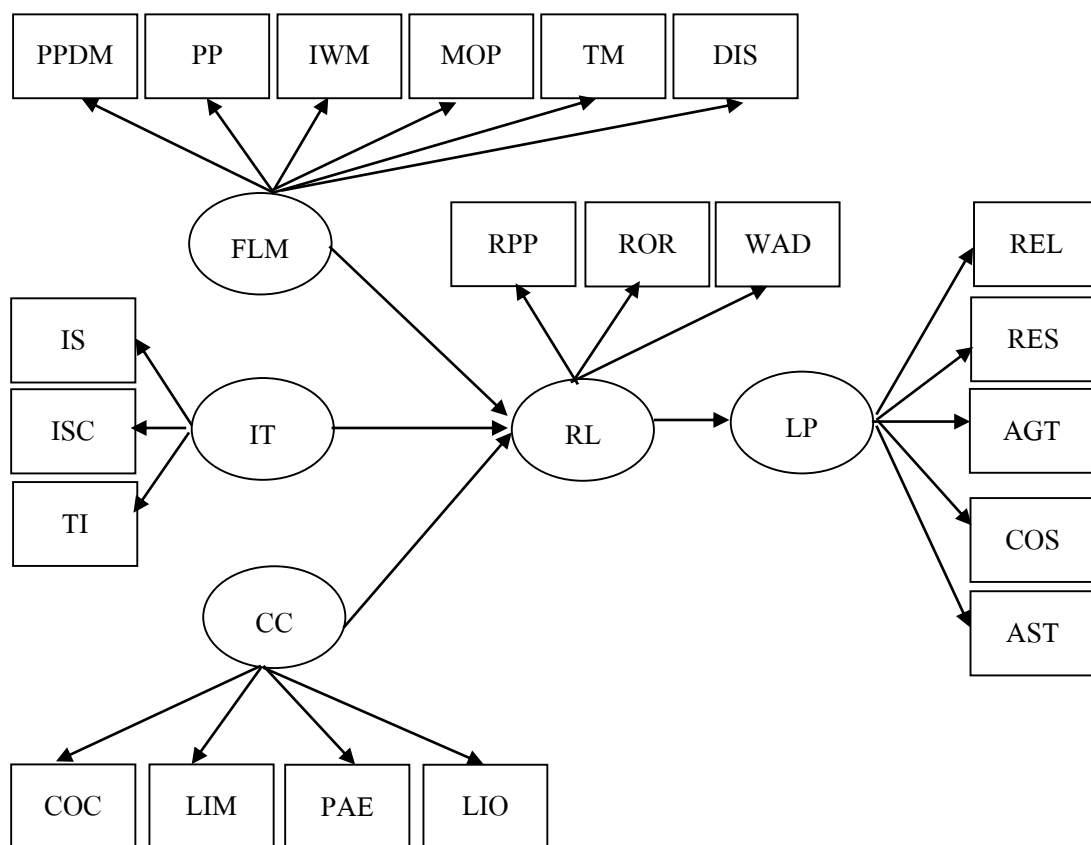 PPDM
PP
IWM
MOP
TM
DIS
FLM
RPP
ROR
WAD
REL
IS
RES
ISC
IT
RL
LP
AGT
TI
COS
CC
AST
COC
LIM
PAE
LIO